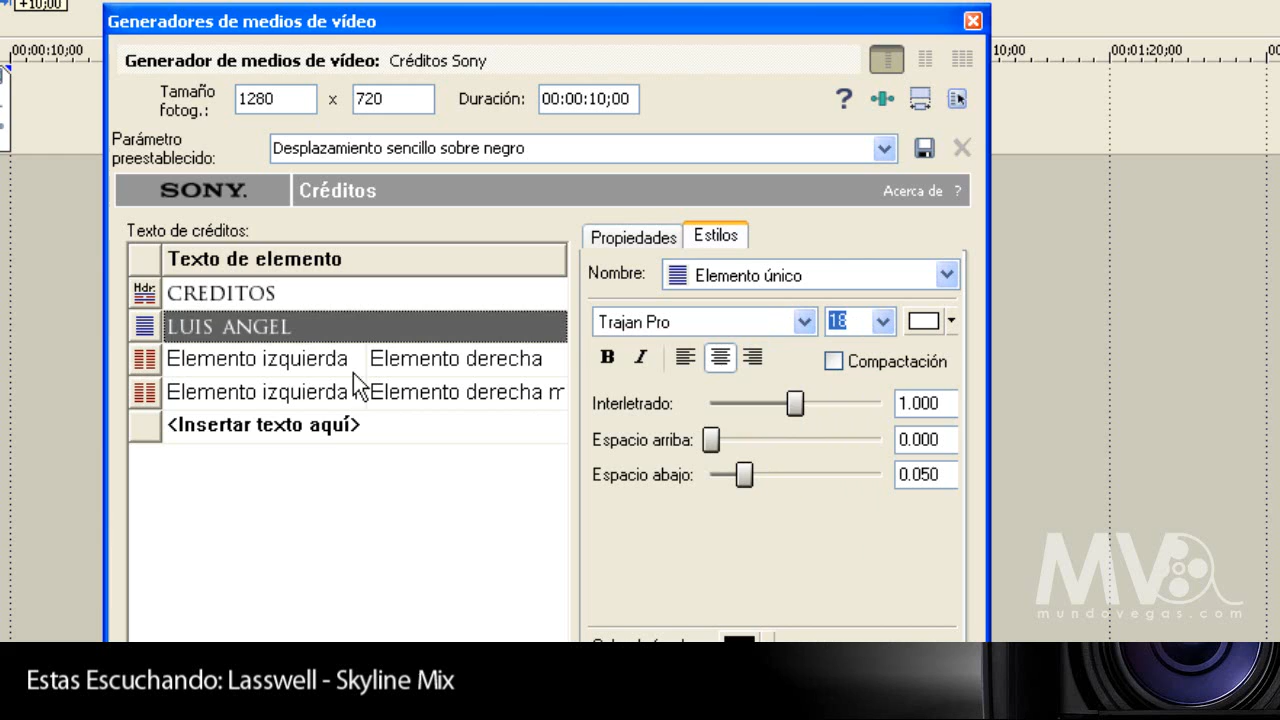 +10;00
Generadores de medios de vídeo
00:00:10;00
10;00
00:01:20;00
Generador de medios de vídeo: Créditos Sony
Tamaño fotog.: 1280 x 720 Duración: 00:00:10;00
Parámetro preestablecido: Desplazamiento sencillo sobre negro
SONY. Créditos Acerca de ?
Texto de créditos:
Propiedades Estilos
Texto de elemento
Nombre: Elemento único
Hdr. CREDITOS
LUIS ANGEL
Trajan Pro 18
Elemento izquierda Elemento derecha
B I Compactación
Elemento izquierda Elemento derecha m
Interletrado: 1.000
<Insertar texto aquí>
Espacio arriba: 0.000
Espacio abajo: 0.050
MV
mundovegas.com
Estas Escuchando: Lasswell - Skyline Mix